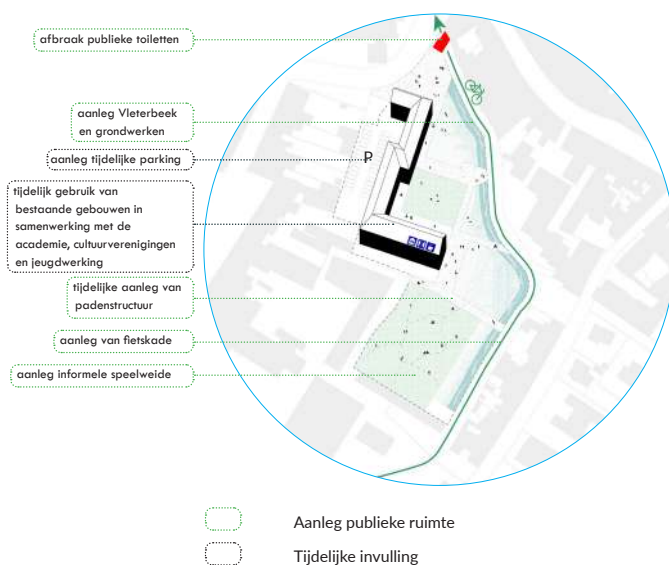 afbraak publieke toiletten
aanleg Vleterbeek
en grondwerken
aanleg tijdelijke parking
P
tijdelijk gebruik van
bestaande gebouwen in
samenwerking met de
academie, cultuurverenigingen
en jeugdwerking
tijdelijke aanleg van
padenstructuur
aanleg van fietskade
aanleg informele speelweide
Aanleg publieke ruimte
Tijdelijke invulling